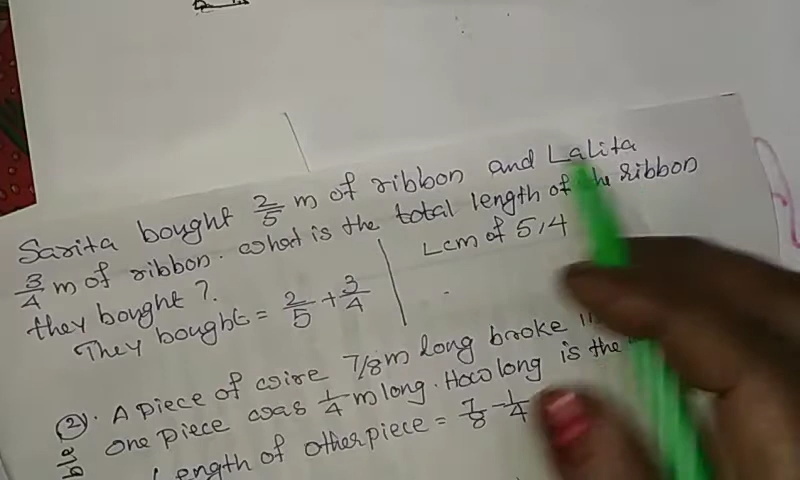 Sarita bought 2/5 m of ribbon and Lalita
3/4 m of ribbon. What is the total length of the ribbon
they bought ?
They bought = 2/5 + 3/4
Lcm of 5,4
(2). A piece of wire 7/8 m long broke
one piece was 1/4 m long. How long is the
Length of other piece = 7/8 - 1/4